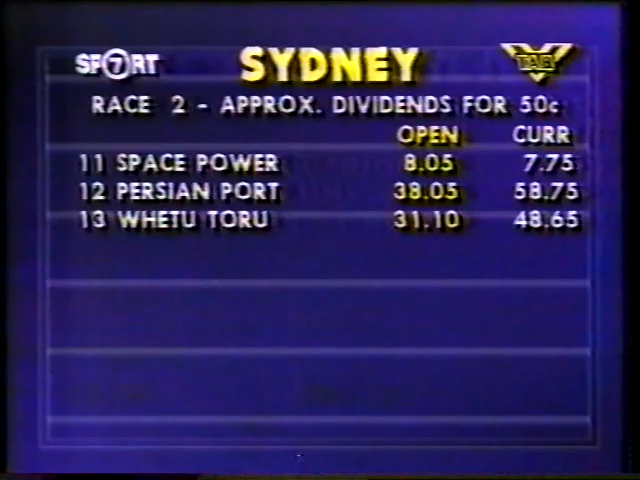 SP7RT SYDNEY TAB
RACE 2 - APPROX. DIVIDENDS FOR 50c
OPEN CURR
11 SPACE POWER 8.05 7.75
12 PERSIAN PORT 38.05 58.75
13 WHETU TORU 31.10 48.65